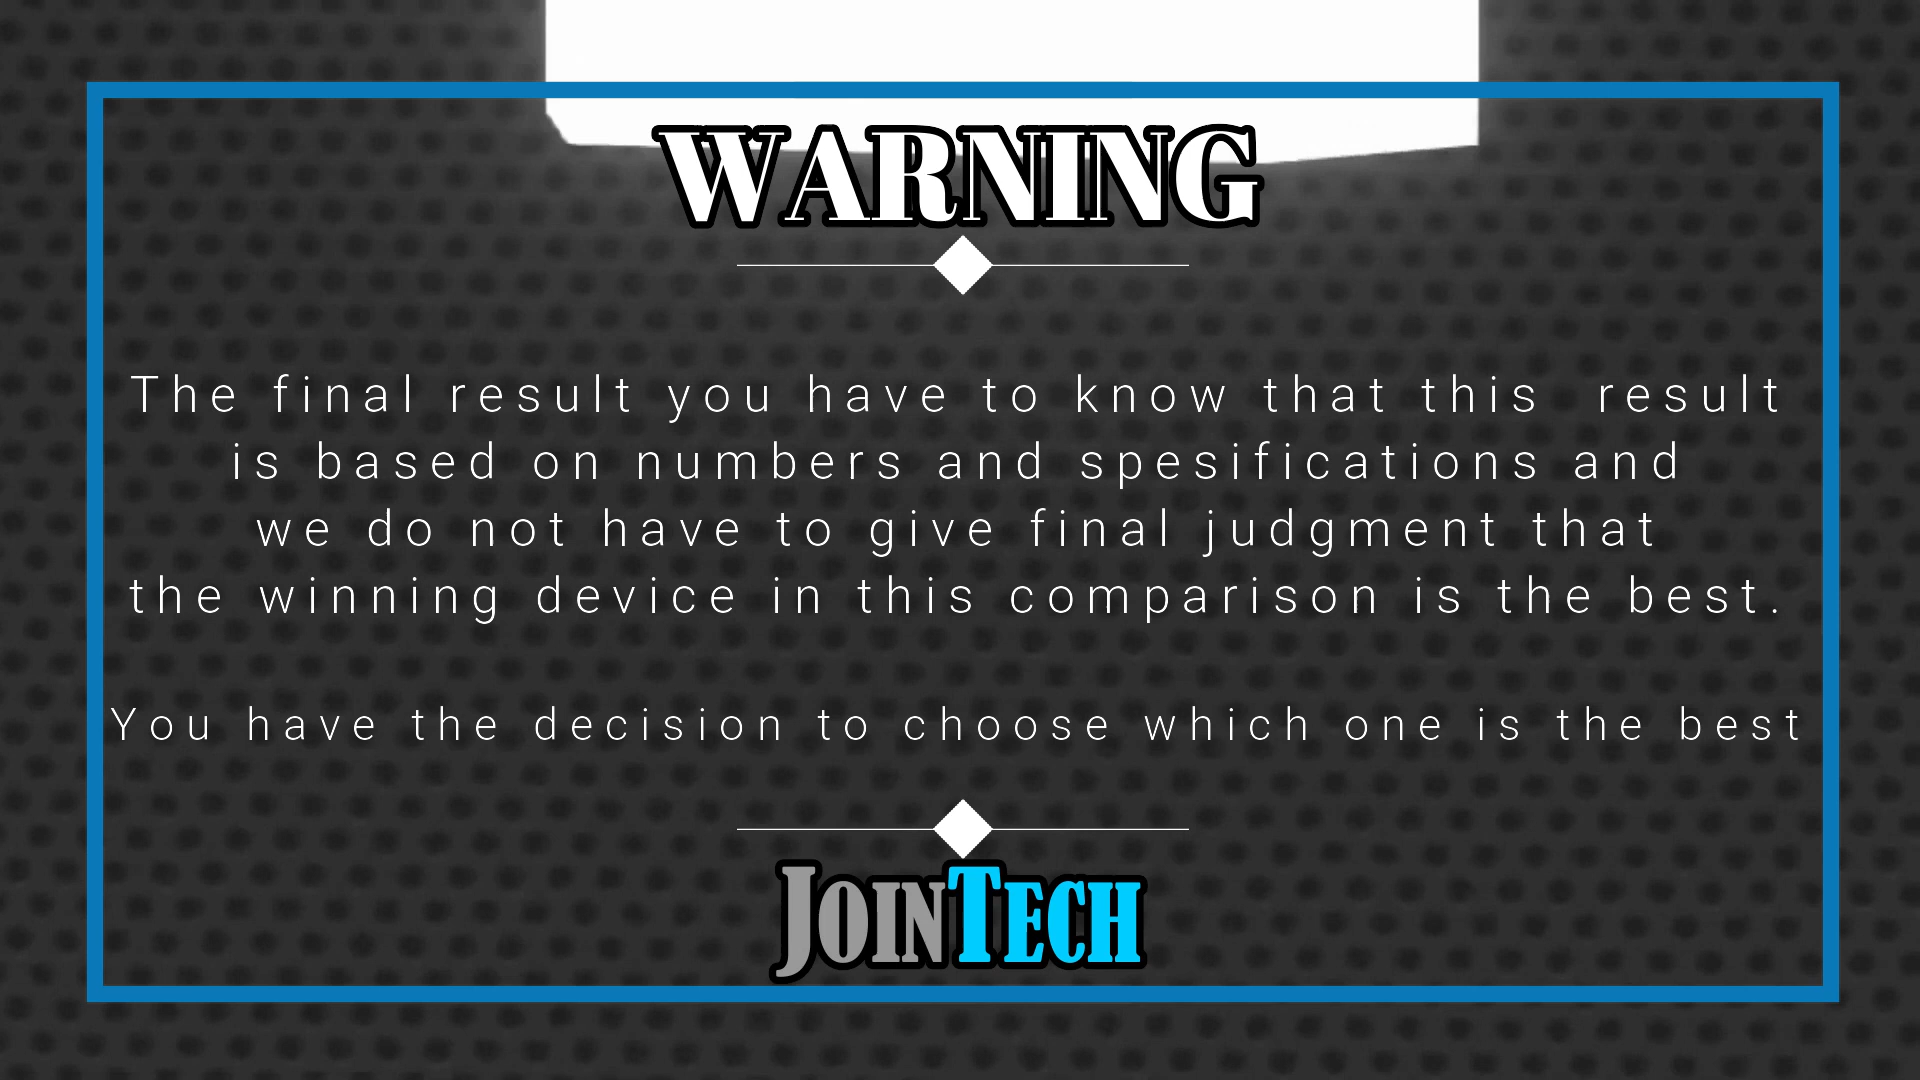 WARNING
The final result you have to know that this result
is based on numbers and spesifications and
we do not have to give final judgment that
the winning device in this comparison is the best.
You have the decision to choose which one is the best
JOINTECH